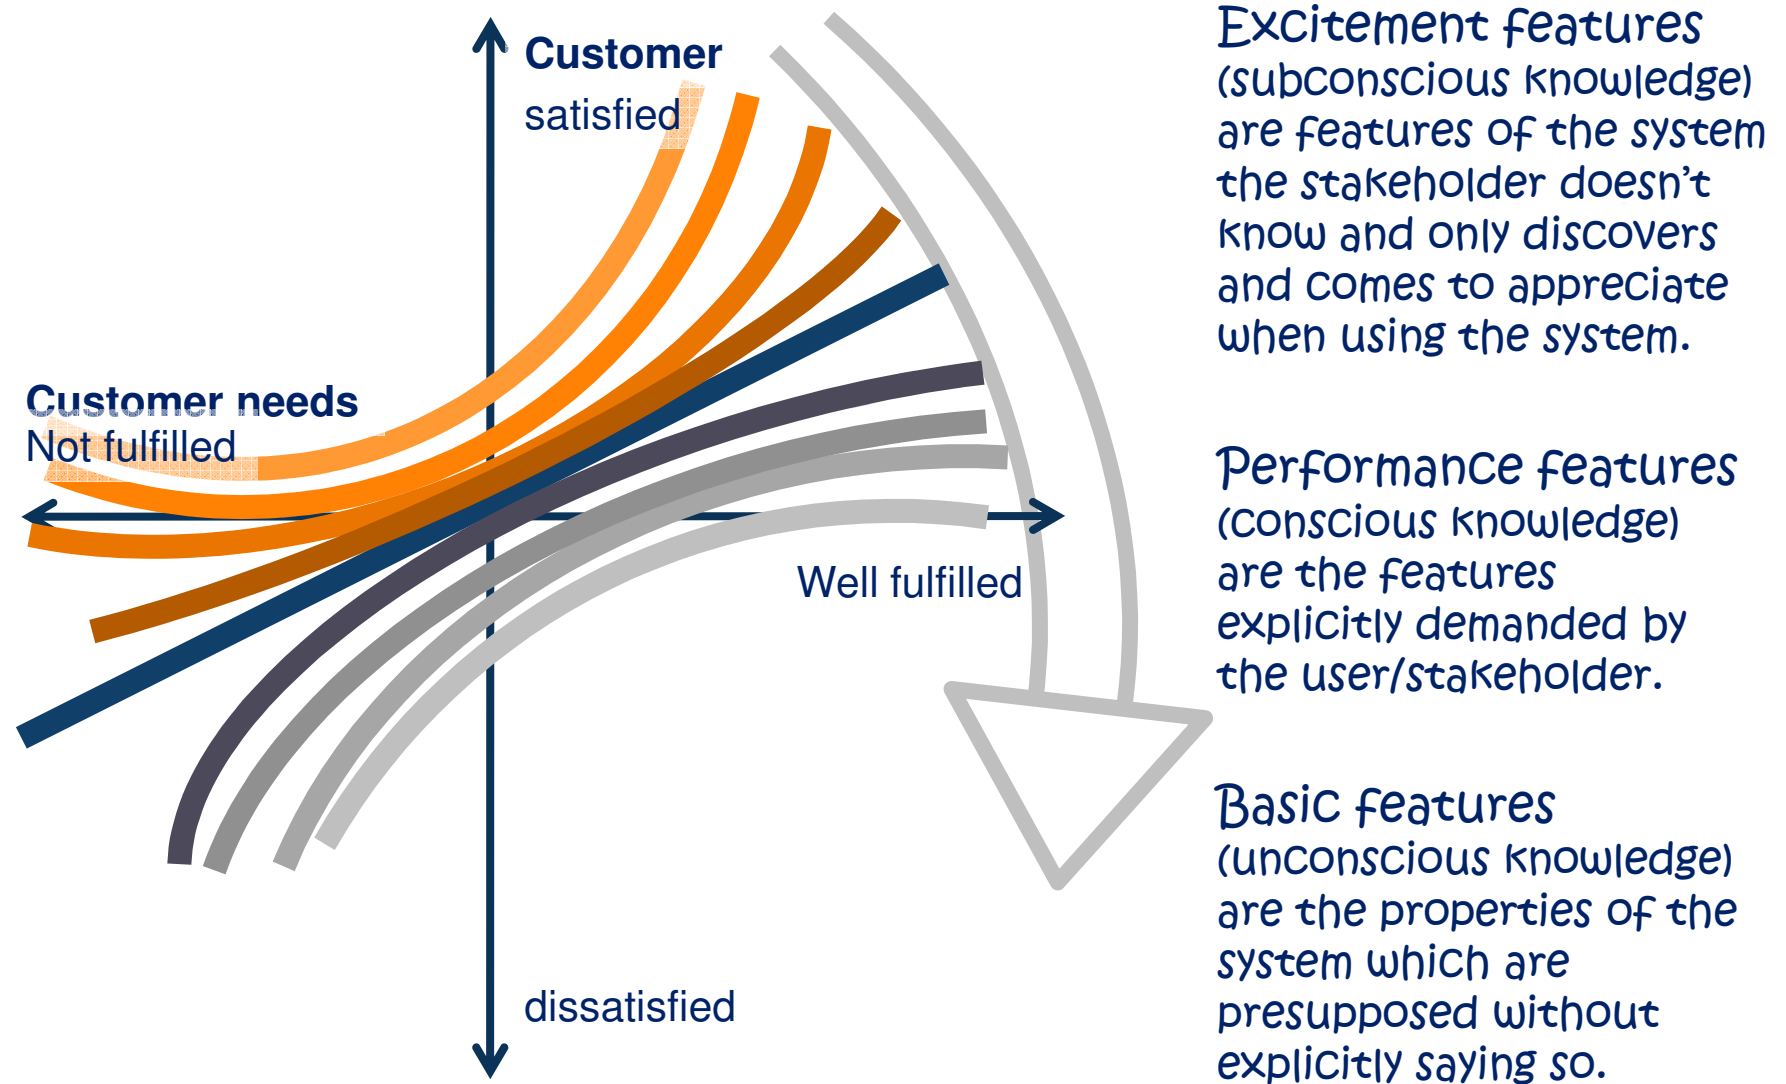 Customer
satisfied
Customer needs
Not fulfilled
Well fulfilled
dissatisfied
Excitement features
(subconscious knowledge)
are features of the system
the stakeholder doesn't
know and only discovers
and comes to appreciate
when using the system.
Performance features
(conscious knowledge)
are the features
explicitly demanded by
the user/stakeholder.
Basic features
(unconscious knowledge)
are the properties of the
system which are
presupposed without
explicitly saying so.